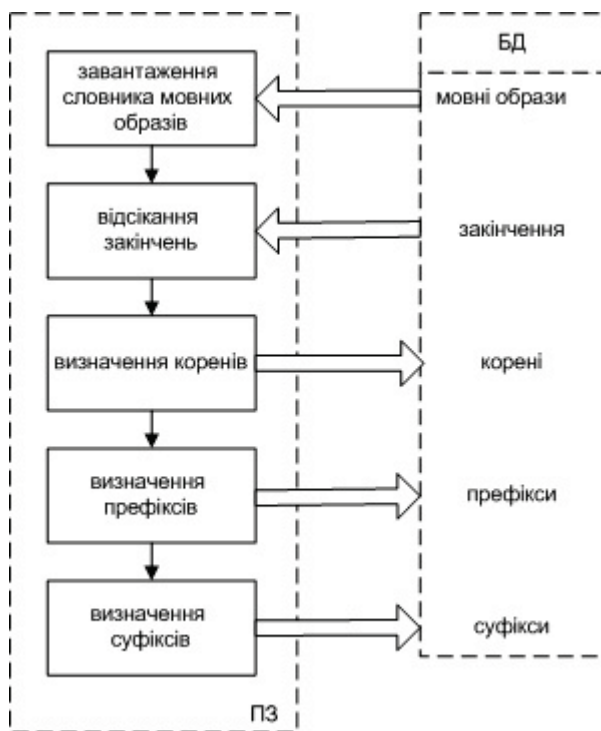 БД
завантаження
словника мовних
образів
мовні образи
відсікання
закінчень
закінчення
визначення коренів
корені
визначення
префіксів
префікси
визначення
суфіксів
суфікси
ПЗ